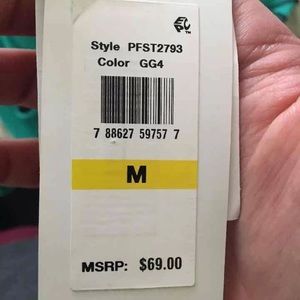 Style PFST2793
Color GG4
7 88627 59757 7
M
MSRP: $69.00